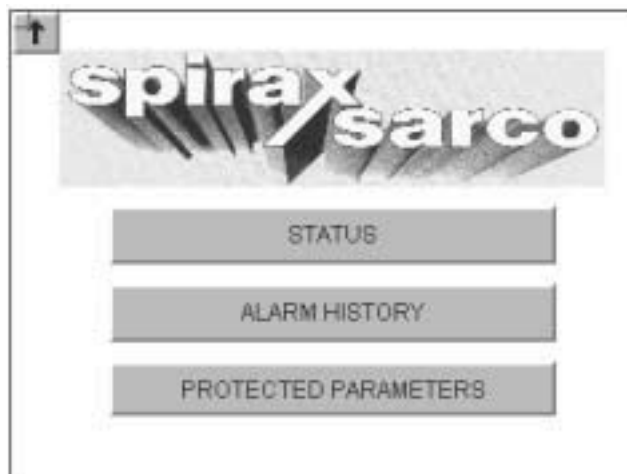 spirax
sarco
STATUS
ALARM HISTORY
PROTECTED PARAMETERS